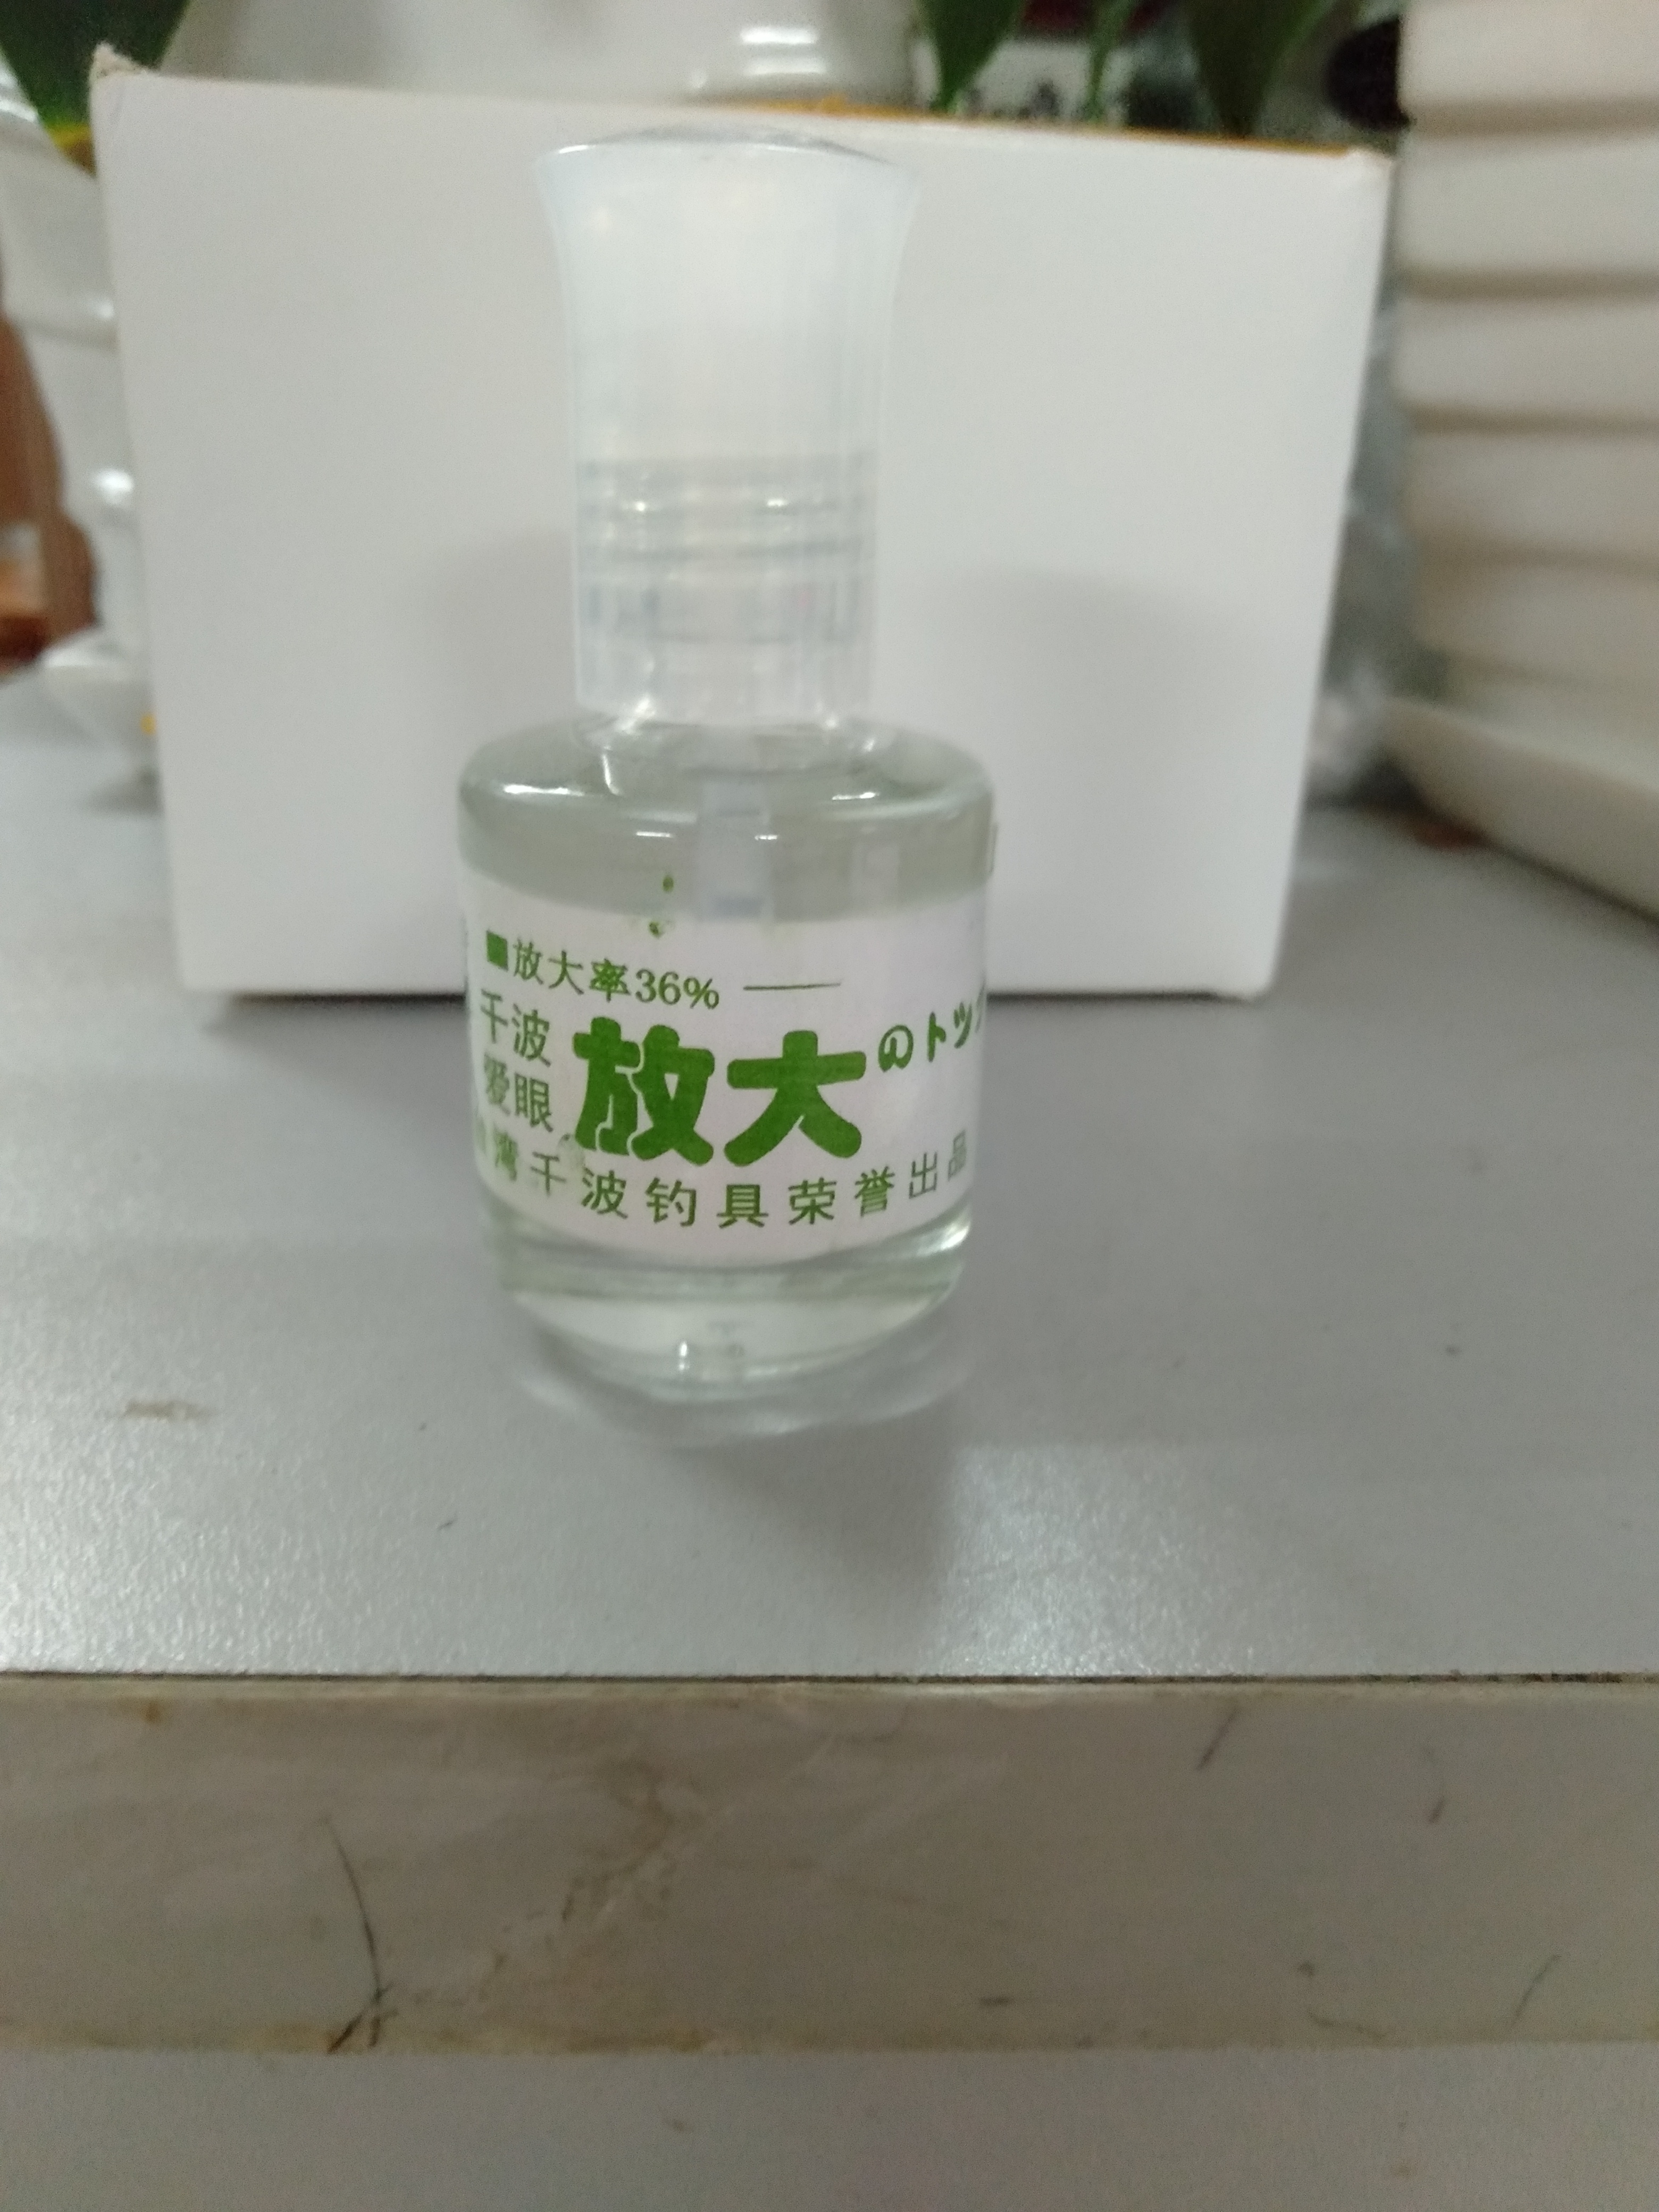 ■放大率36% —
千波
爱眼
放大のトッ
湾千波钓具荣誉出品